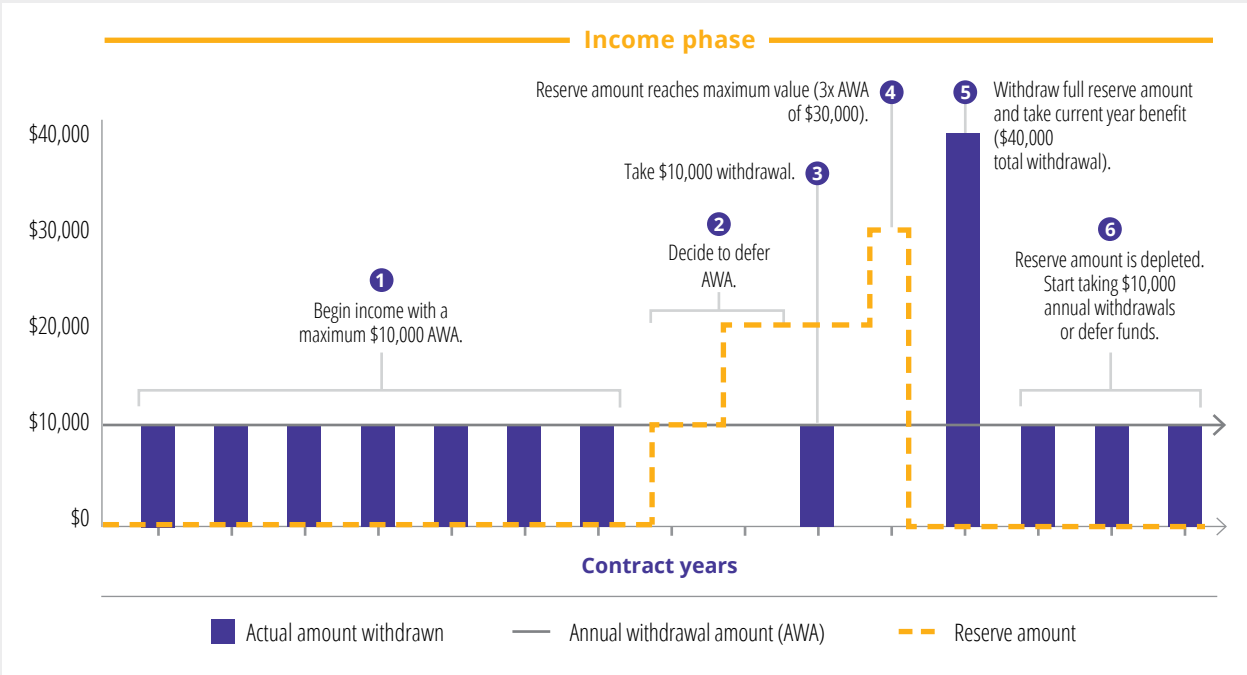 Income phase
Reserve amount reaches maximum value (3x AWA
of $30,000).
4
5
Withdraw full reserve amount
and take current year benefit
($40,000
total withdrawal).
$40,000
Take $10,000 withdrawal.
3
$30,000
2
Decide to defer
AWA.
6
Reserve amount is depleted.
Start taking $10,000
annual withdrawals
or defer funds.
1
Begin income with a
maximum $10,000 AWA.
$20,000
$10,000
$0
Contract years
Actual amount withdrawn
Annual withdrawal amount (AWA)
Reserve amount